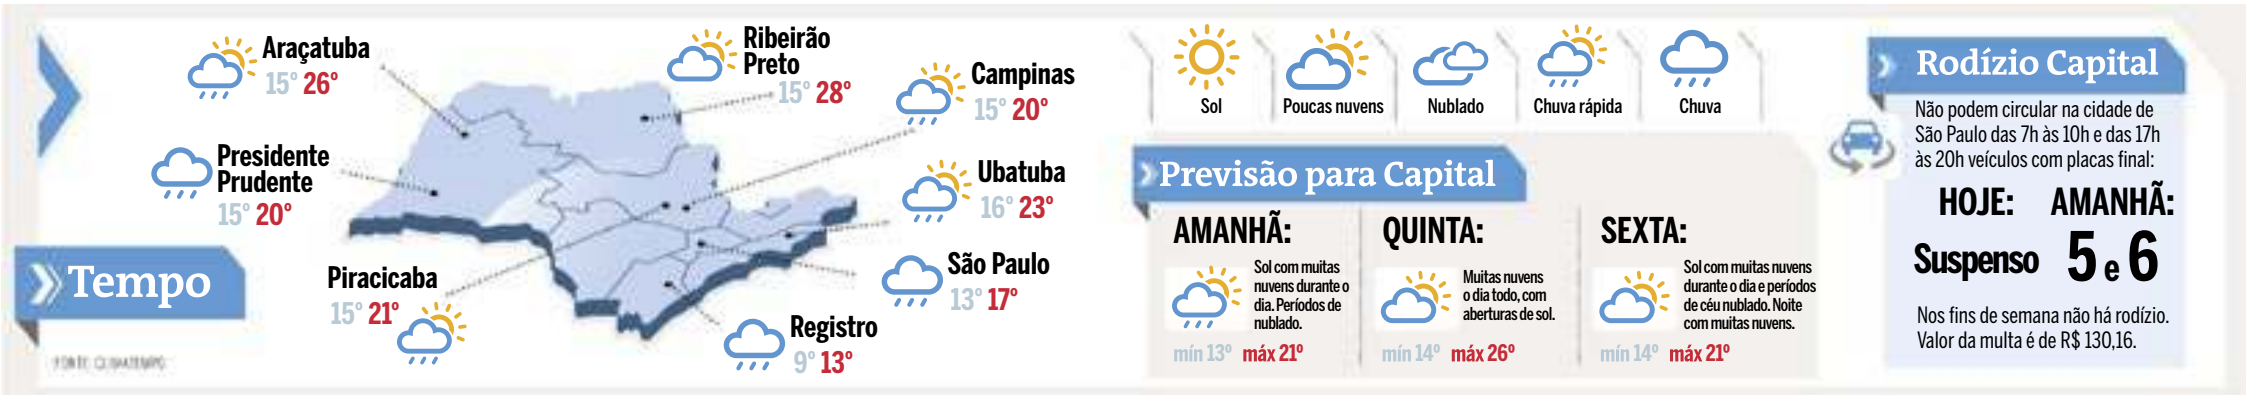 Araçatuba
15° 26°
Ribeirão
Preto
15° 28°
Campinas
15° 20°
Presidente
Prudente
15° 20°
Ubatuba
16° 23°
Piracicaba
15° 21°
São Paulo
13° 17°
Registro
9° 13°
Tempo
FONTE: CLIMATEMPO
Sol
Poucas nuvens
Nublado
Chuva rápida
Chuva
Previsão para Capital
AMANHÃ:
Sol com muitas
nuvens durante o
dia. Períodos de
nublado.
mín 13° máx 21°
QUINTA:
Muitas nuvens
o dia todo, com
aberturas de sol.
mín 14° máx 26°
SEXTA:
Sol com muitas nuvens
durante o dia e períodos
de céu nublado. Noite
com muitas nuvens.
mín 14° máx 21°
Rodízio Capital
Não podem circular na cidade de
São Paulo das 7h às 10h e das 17h
às 20h veículos com placas final:
HOJE: AMANHÃ:
Suspenso 5 e 6
Nos fins de semana não há rodízio.
Valor da multa é de R$ 130,16.